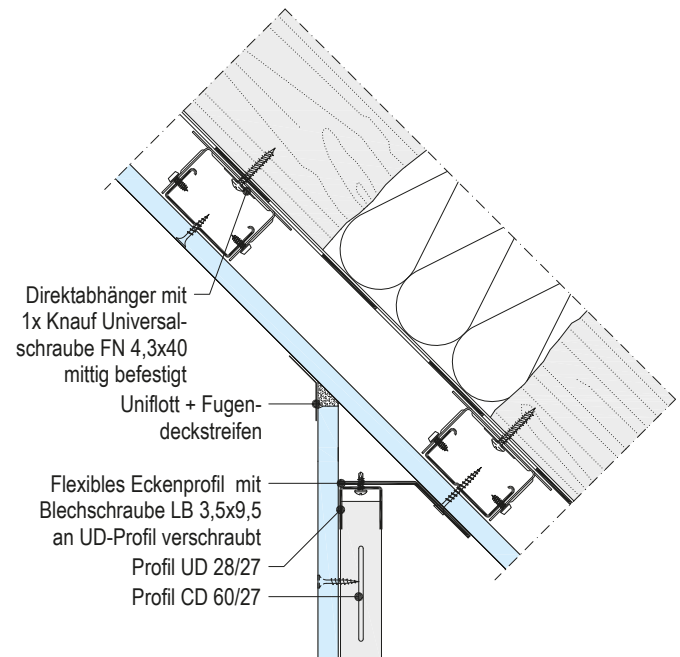 Direktabhänger mit
1x Knauf Universal-
schraube FN 4,3x40
mittig befestigt
Uniflott + Fugen-
deckstreifen
Flexibles Eckenprofil mit
Blechschraube LB 3,5x9,5
an UD-Profil verschraubt
Profil UD 28/27
Profil CD 60/27